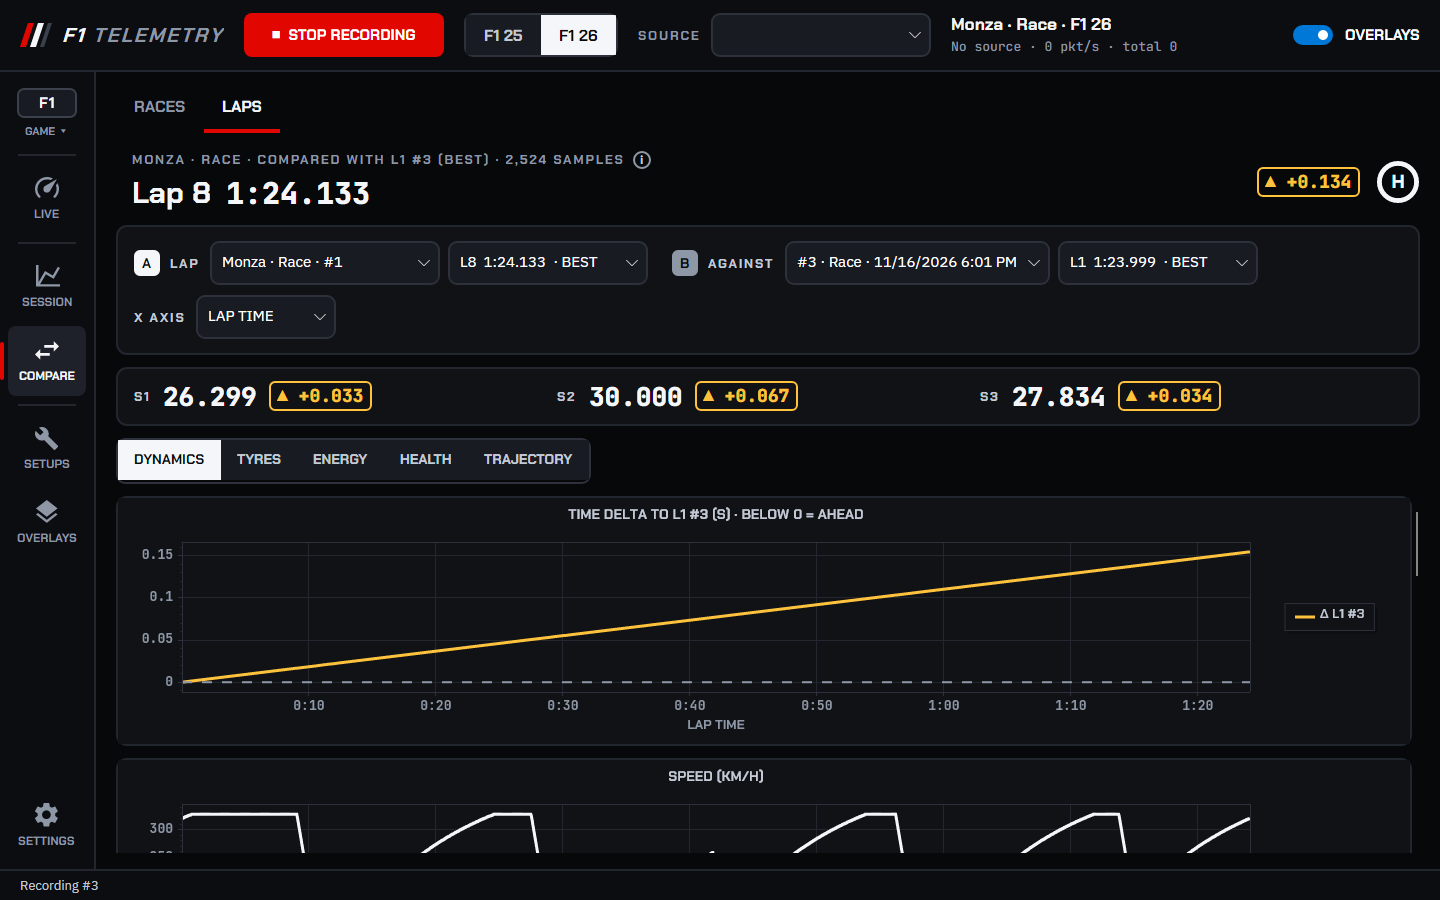 F1 TELEMETRY
STOP RECORDING
F1 25
F1 26
SOURCE
Monza · Race · F1 26
No source · 0 pkt/s · total 0
OVERLAYS
F1
GAME
LIVE
SESSION
COMPARE
SETUPS
OVERLAYS
SETTINGS
RACES
LAPS
MONZA · RACE · COMPARED WITH L1 #3 (BEST) · 2,524 SAMPLES
Lap 8 1:24.133
▲ +0.134
H
A LAP
Monza · Race · #1
L8 1:24.133 · BEST
B AGAINST
#3 · Race · 11/16/2026 6:01 PM
L1 1:23.999 · BEST
X AXIS
LAP TIME
S1 26.299 ▲ +0.033
S2 30.000 ▲ +0.067
S3 27.834 ▲ +0.034
DYNAMICS
TYRES
ENERGY
HEALTH
TRAJECTORY
TIME DELTA TO L1 #3 (S) · BELOW 0 = AHEAD
0.15
0.1
0.05
0
0:10
0:20
0:30
0:40
0:50
1:00
1:10
1:20
LAP TIME
Δ L1 #3
SPEED (KM/H)
300
Recording #3